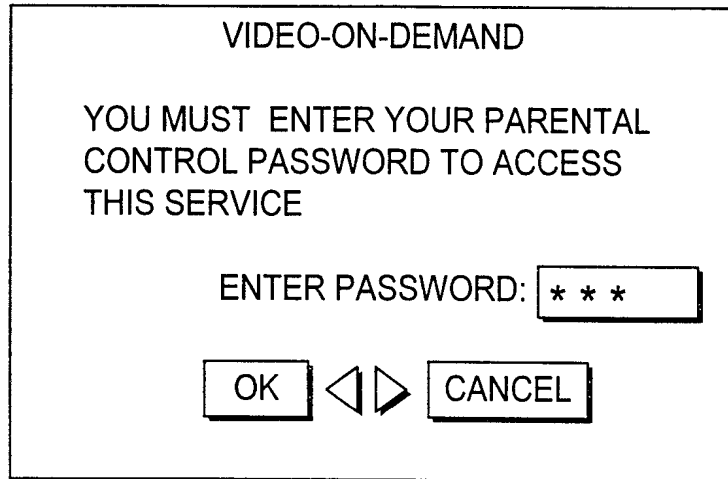 VIDEO-ON-DEMAND
YOU MUST ENTER YOUR PARENTAL
CONTROL PASSWORD TO ACCESS
THIS SERVICE
ENTER PASSWORD: * * *
OK CANCEL